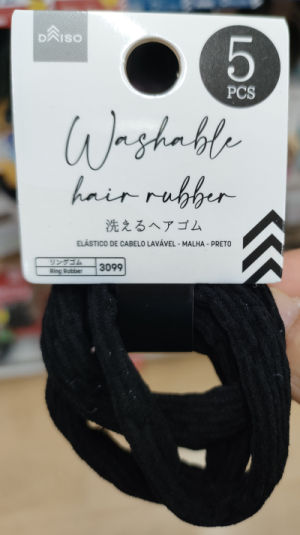 DAISO
5
PCS
Washable
hair rubber
洗えるヘアゴム
ELÁSTICO DE CABELO LAVÁVEL - MALHA - PRETO
リングゴム
Ring Rubber
3099